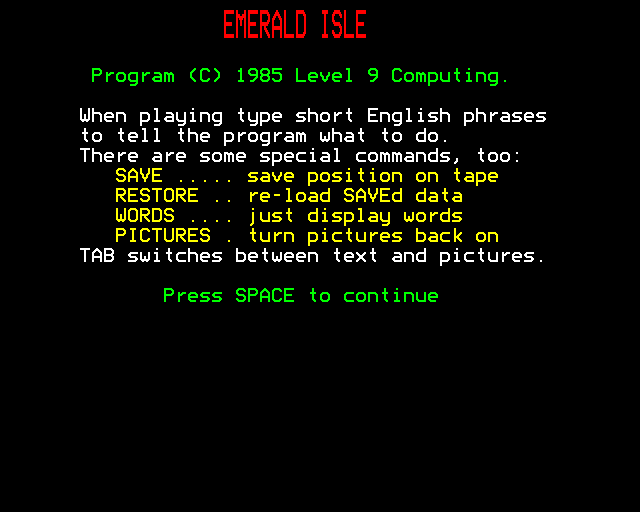 EMERALD ISLE
Program (C) 1985 Level 9 Computing.
When playing type short English phrases
to tell the program what to do.
There are some special commands, too:
SAVE ..... save position on tape
RESTORE .. re-load SAVEd data
WORDS .... just display words
PICTURES . turn pictures back on
TAB switches between text and pictures.
Press SPACE to continue